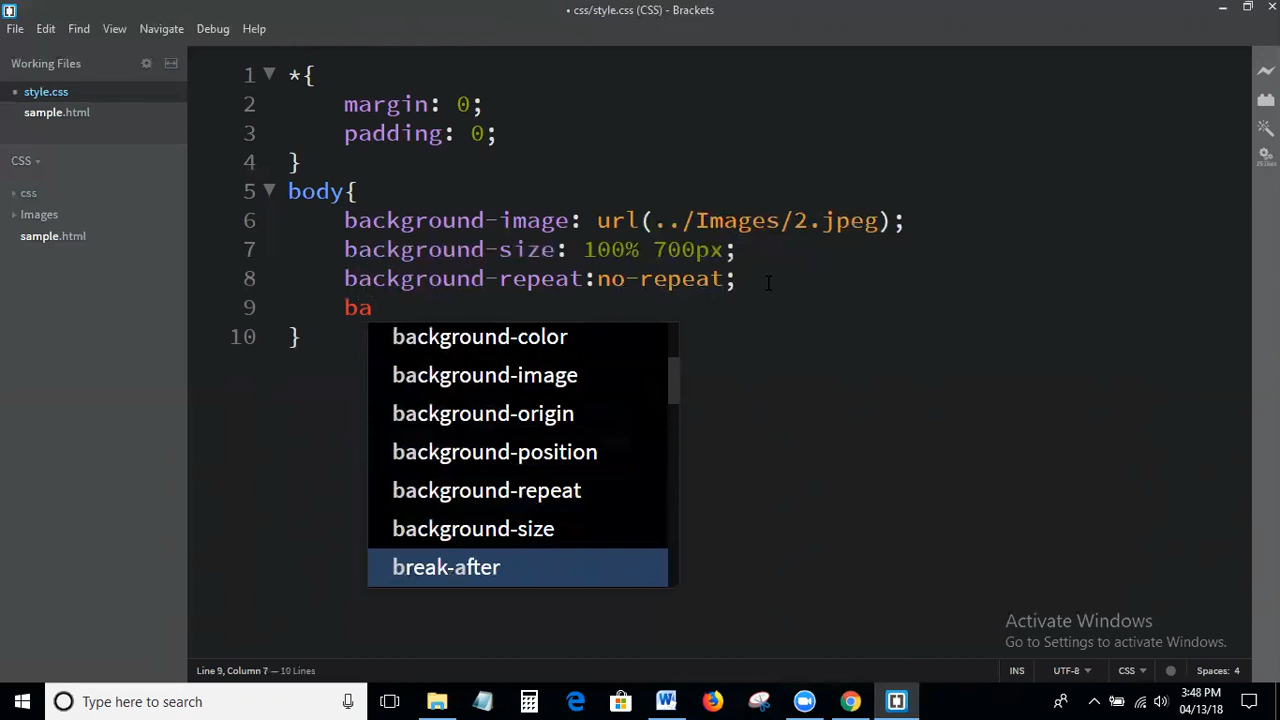 • css/style.css (CSS) - Brackets
File Edit Find View Navigate Debug Help
Working Files
style.css
sample.html
CSS
css
Images
sample.html
1 *{
2 margin: 0;
3 padding: 0;
4 }
5 body{
6 background-image: url(../Images/2.jpeg);
7 background-size: 100% 700px;
8 background-repeat:no-repeat;
9 ba
10 }
background-color
background-image
background-origin
background-position
background-repeat
background-size
break-after
Activate Windows
Go to Settings to activate Windows.
Line 9, Column 7 — 10 Lines
INS UTF-8 CSS Spaces: 4
Type here to search
3:48 PM
04/13/18